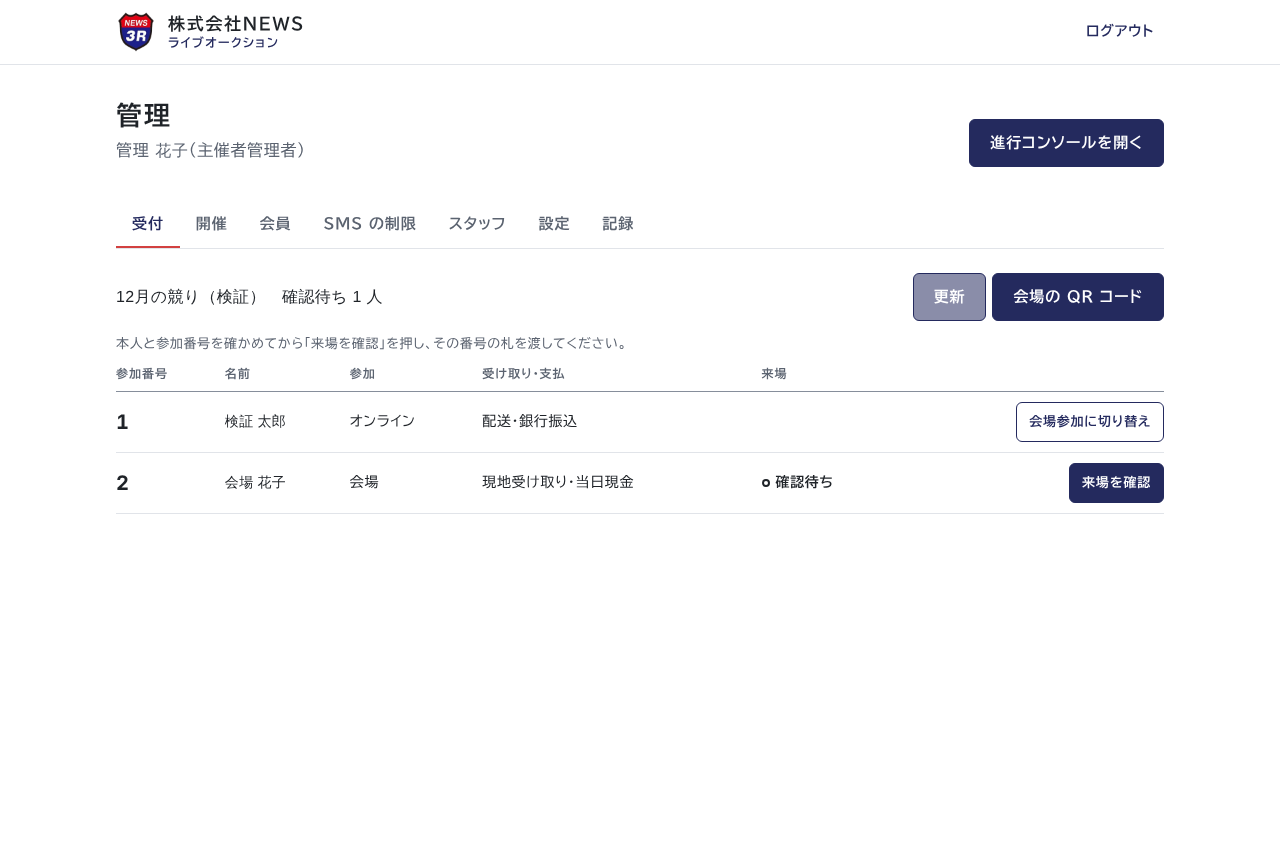 NEWS
3R
株式会社NEWS
ライブオークション
ログアウト
管理
管理 花子（主催者管理者）
進行コンソールを開く
受付 開催 会員 SMS の制限 スタッフ 設定 記録
12月の競り（検証） 確認待ち 1 人
更新 会場の QR コード
本人と参加番号を確かめてから「来場を確認」を押し、その番号の札を渡してください。
参加番号 名前 参加 受け取り・支払 来場
1 検証 太郎 オンライン 配送・銀行振込 会場参加に切り替え
2 会場 花子 会場 現地受け取り・当日現金 確認待ち 来場を確認